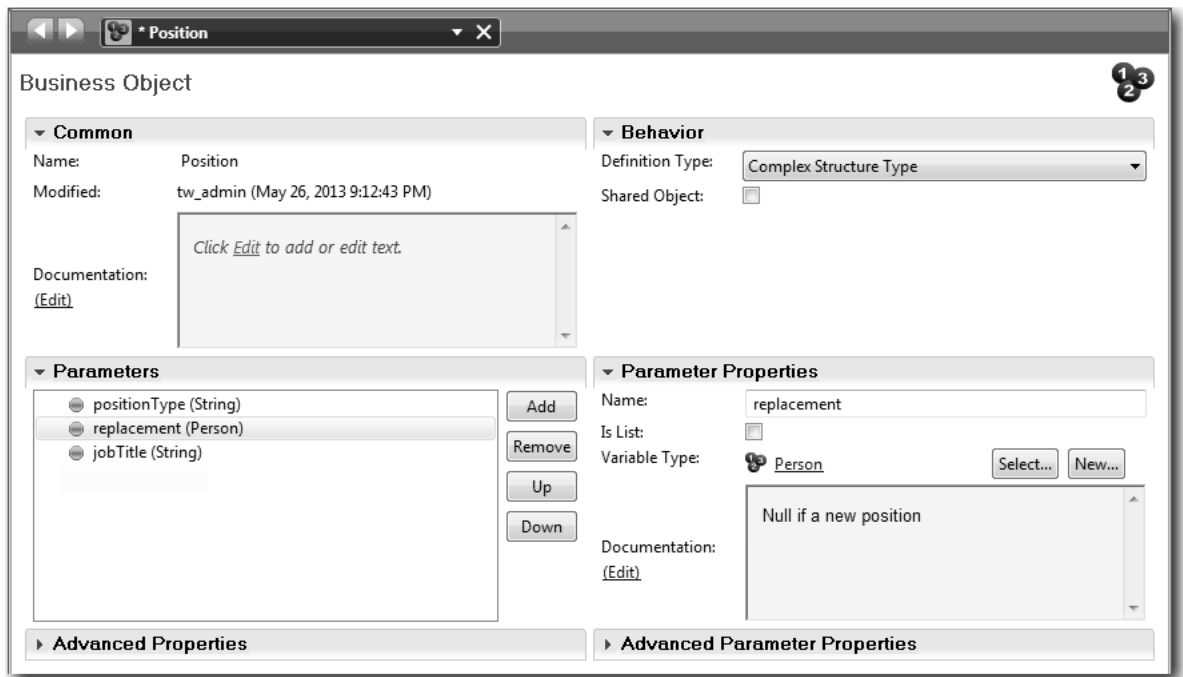 * Position
Business Object
1 2 3
Common
Name: Position
Modified: tw_admin (May 26, 2013 9:12:43 PM)
Click Edit to add or edit text.
Documentation:
(Edit)
Behavior
Definition Type: Complex Structure Type
Shared Object:
Parameters
positionType (String)
replacement (Person)
jobTitle (String)
Add
Remove
Up
Down
Parameter Properties
Name: replacement
Is List:
Variable Type: Person Select... New...
Null if a new position
Documentation:
(Edit)
Advanced Properties
Advanced Parameter Properties